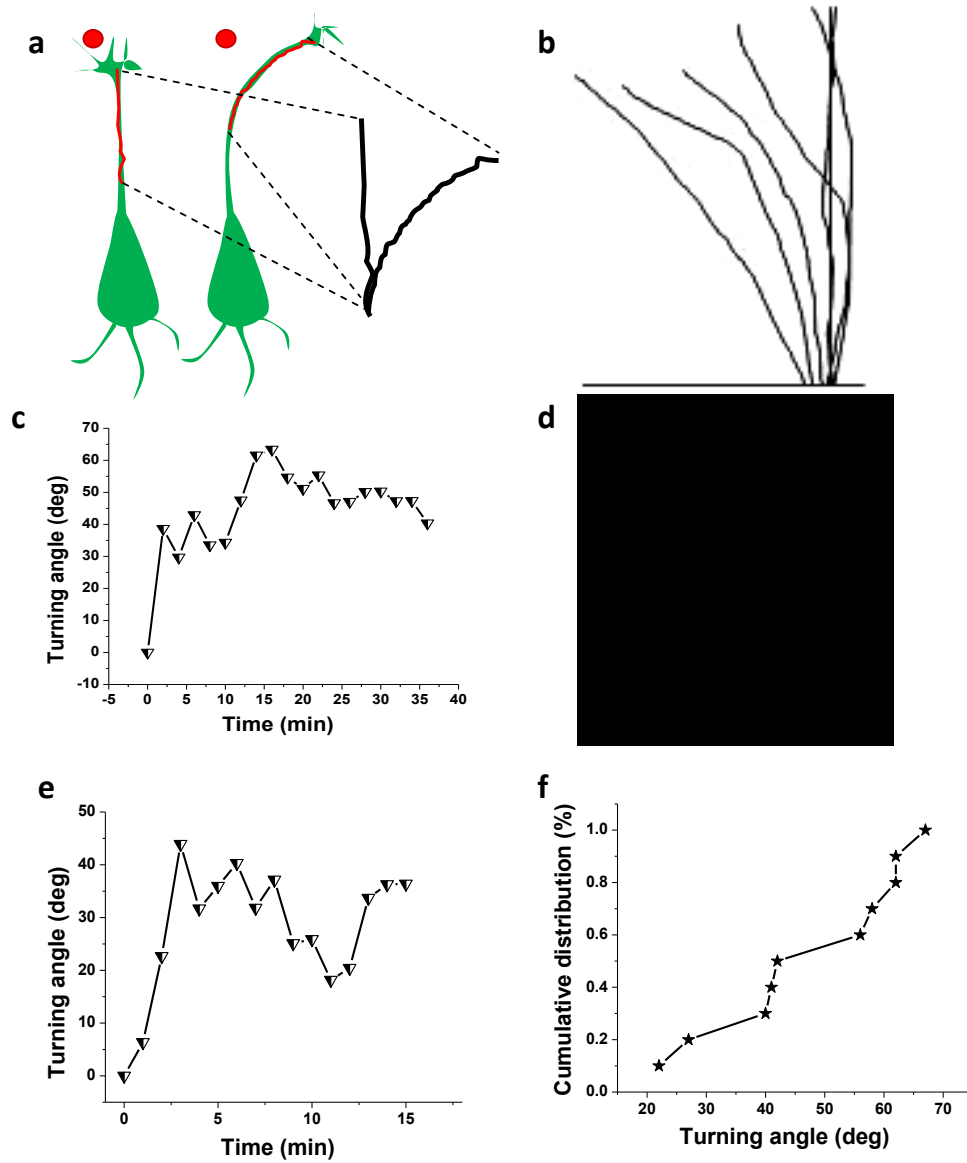 a
b
c
70
60
50
40
30
20
10
0
-10
Turning angle (deg)
-5 0 5 10 15 20 25 30 35 40
Time (min)
d
e
50
40
30
20
10
0
Turning angle (deg)
0 5 10 15
Time (min)
f
1.0
0.8
0.6
0.4
0.2
0.0
Cumulative distribution (%)
20 30 40 50 60 70
Turning angle (deg)